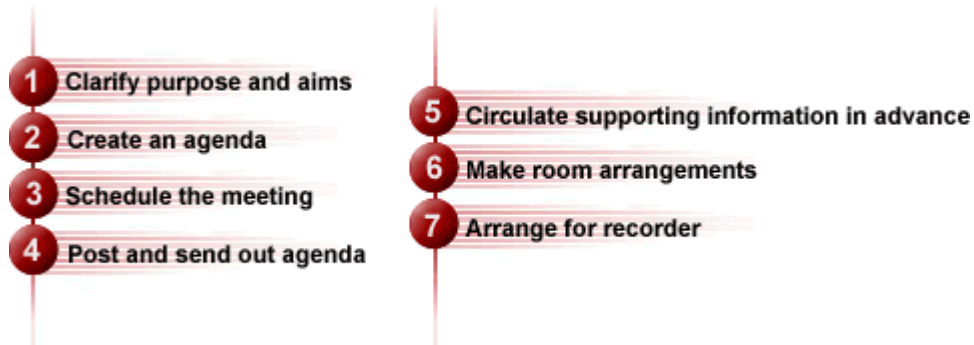 1 Clarify purpose and aims
2 Create an agenda
3 Schedule the meeting
4 Post and send out agenda
5 Circulate supporting information in advance
6 Make room arrangements
7 Arrange for recorder